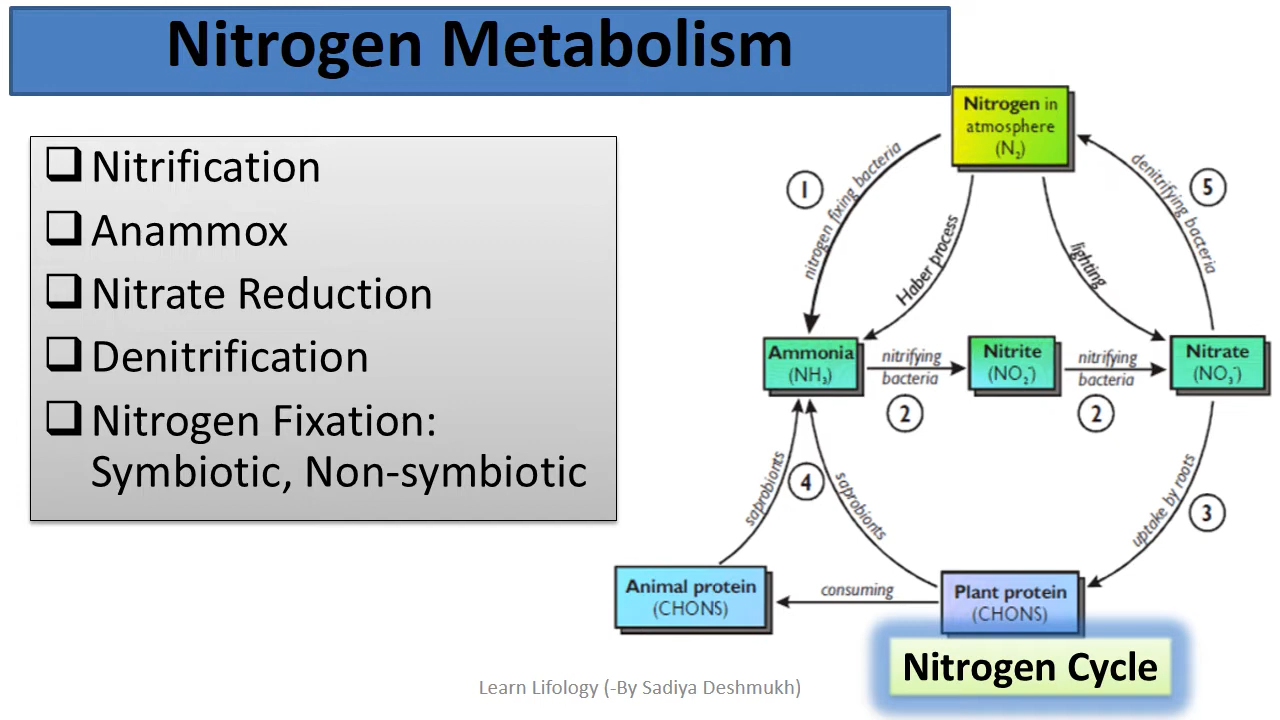 Nitrogen Metabolism
❑ Nitrification
❑ Anammox
❑ Nitrate Reduction
❑ Denitrification
❑ Nitrogen Fixation:
Symbiotic, Non-symbiotic
Nitrogen in
atmosphere
(N₂)
1
nitrogen fixing bacteria
Haber process
lighting
denitrifying bacteria
5
Ammonia
(NH₃)
nitrifying
bacteria
2
Nitrite
(NO₂⁻)
nitrifying
bacteria
2
Nitrate
(NO₃⁻)
saprobionts
4
saprobionts
uptake by roots
3
Animal protein
(CHONS)
consuming
Plant protein
(CHONS)
Nitrogen Cycle
Learn Lifology (-By Sadiya Deshmukh)